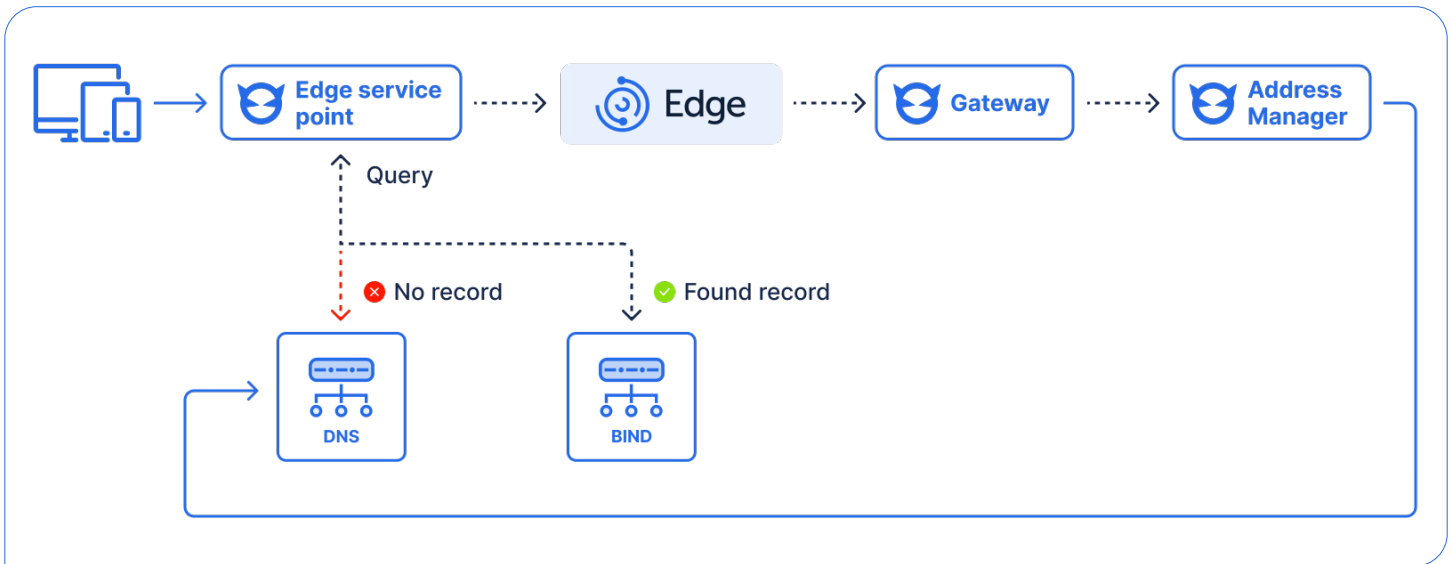 Edge service
point
Edge
Gateway
Address
Manager
Query
No record
Found record
DNS
BIND